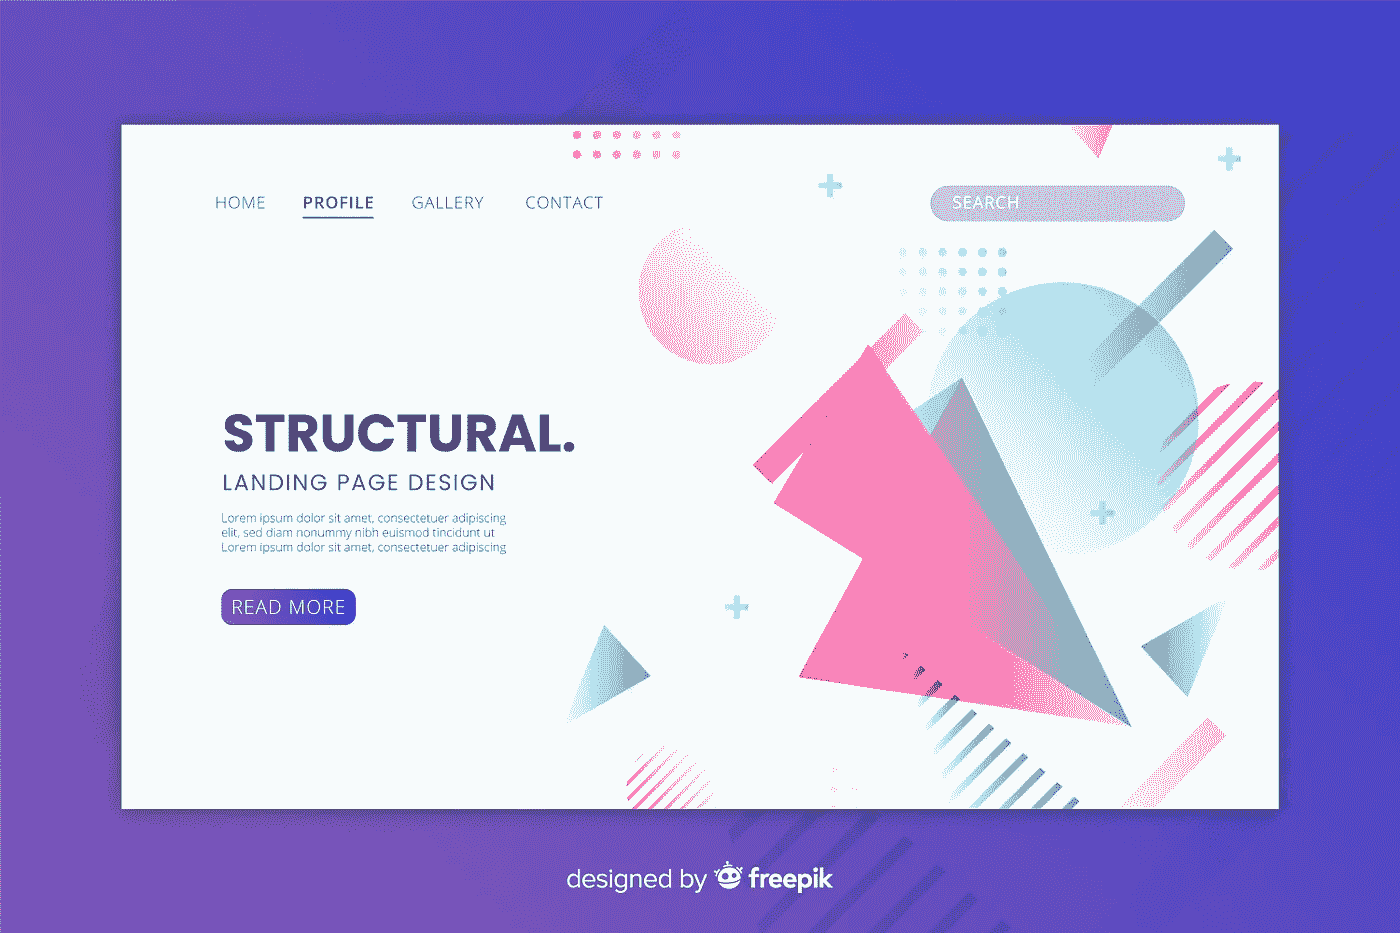 HOME PROFILE GALLERY CONTACT SEARCH
STRUCTURAL.
LANDING PAGE DESIGN
Lorem ipsum dolor sit amet, consectetuer adipiscing
elit, sed diam nonummy nibh euismod tincidunt ut
Lorem ipsum dolor sit amet, consectetuer adipiscing
READ MORE
designed by freepik